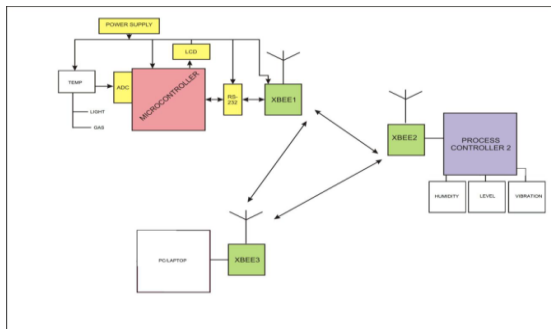 POWER SUPPLY
LCD
TEMP
ADC
MICROCONTROLLER
RS-
232
XBEE1
LIGHT
GAS
XBEE2
PROCESS
CONTROLLER 2
HUMIDITY
LEVEL
VIBRATION
PC/LAPTOP
XBEE3